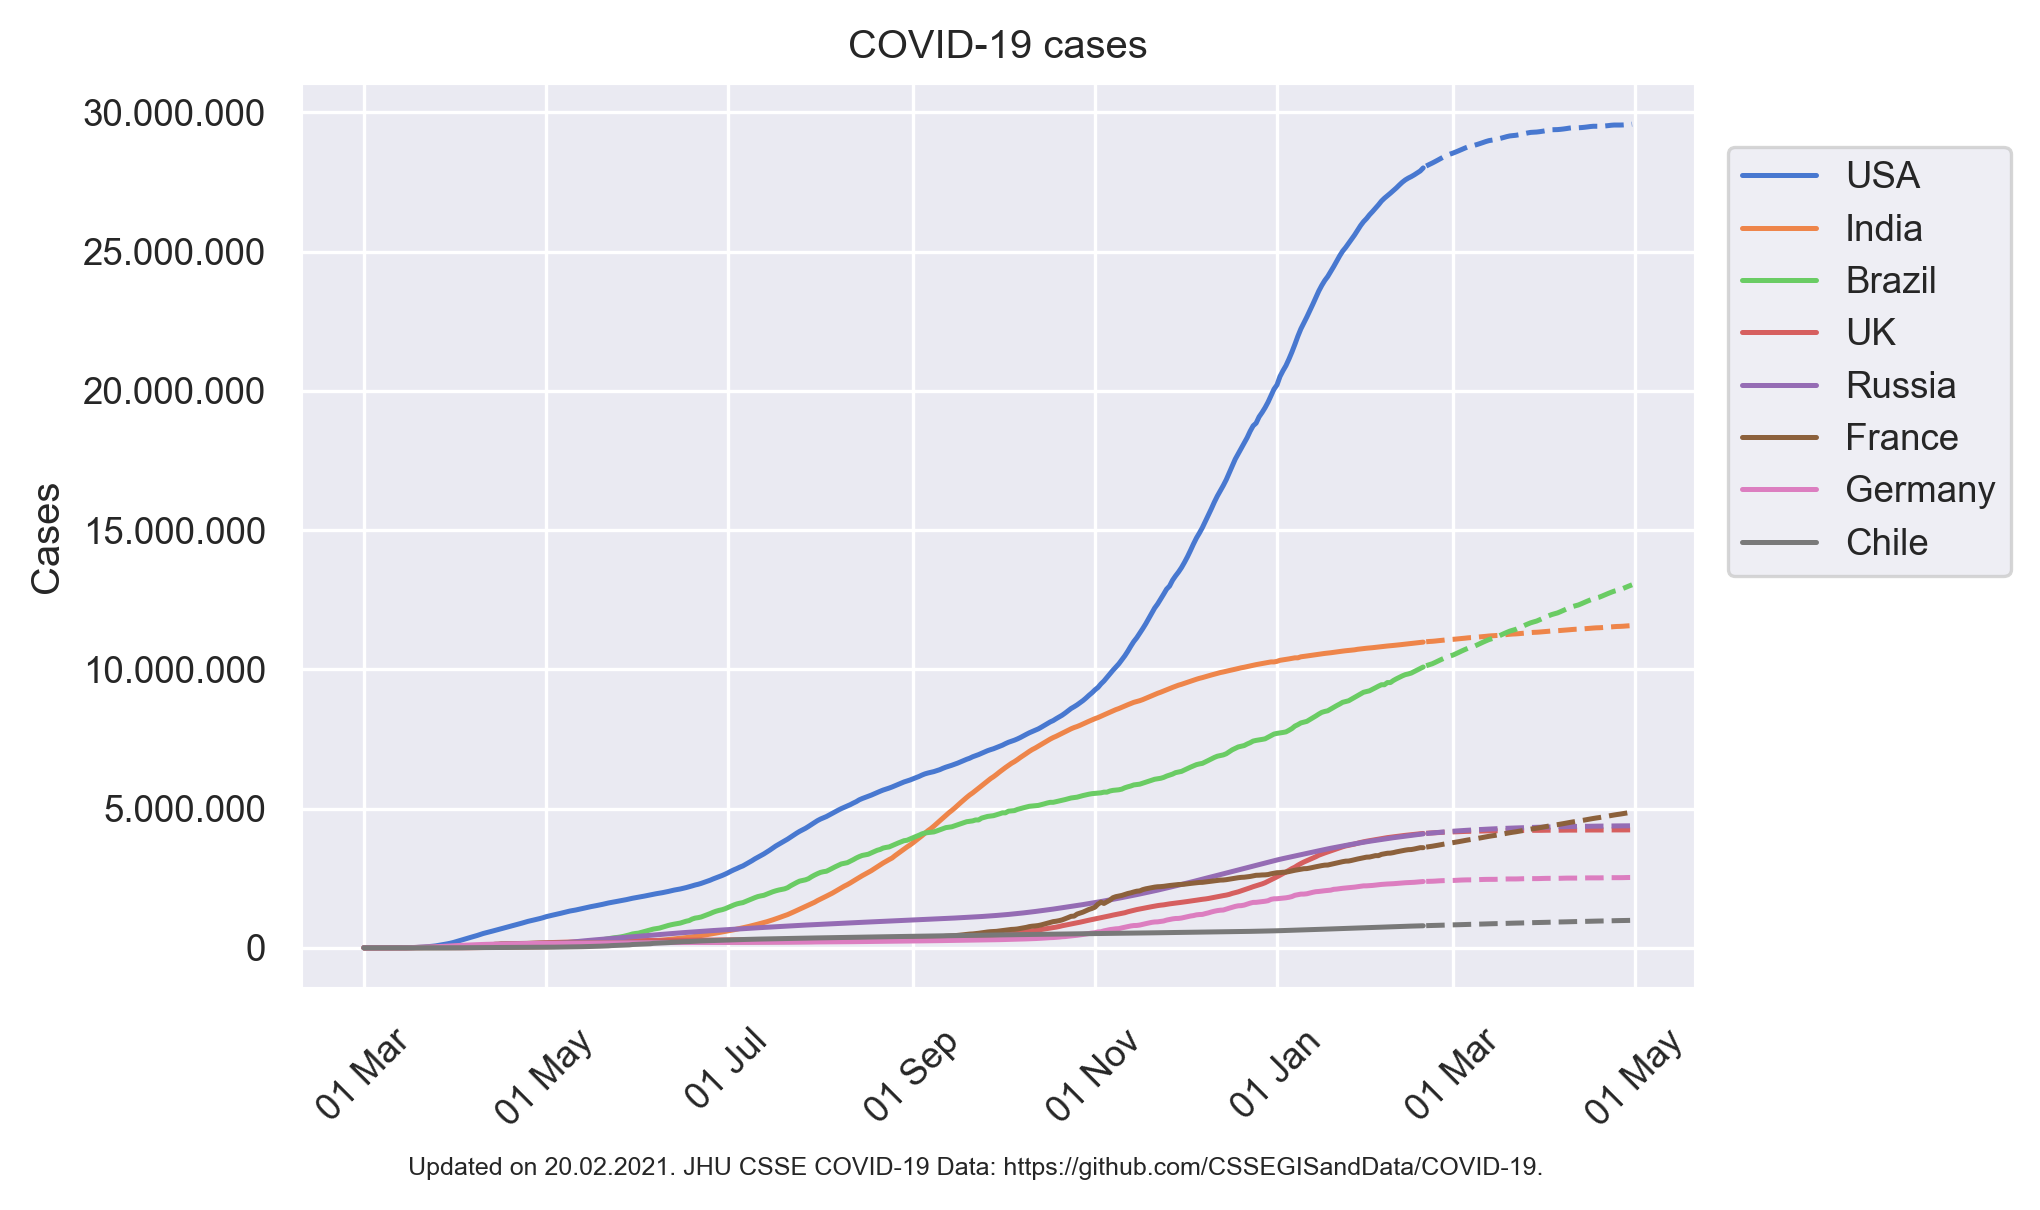 COVID-19 cases
30.000.000
25.000.000
20.000.000
15.000.000
10.000.000
5.000.000
0
Cases
USA
India
Brazil
UK
Russia
France
Germany
Chile
01 Mar
01 May
01 Jul
01 Sep
01 Nov
01 Jan
01 Mar
01 May
Updated on 20.02.2021. JHU CSSE COVID-19 Data: https://github.com/CSSEGISandData/COVID-19.